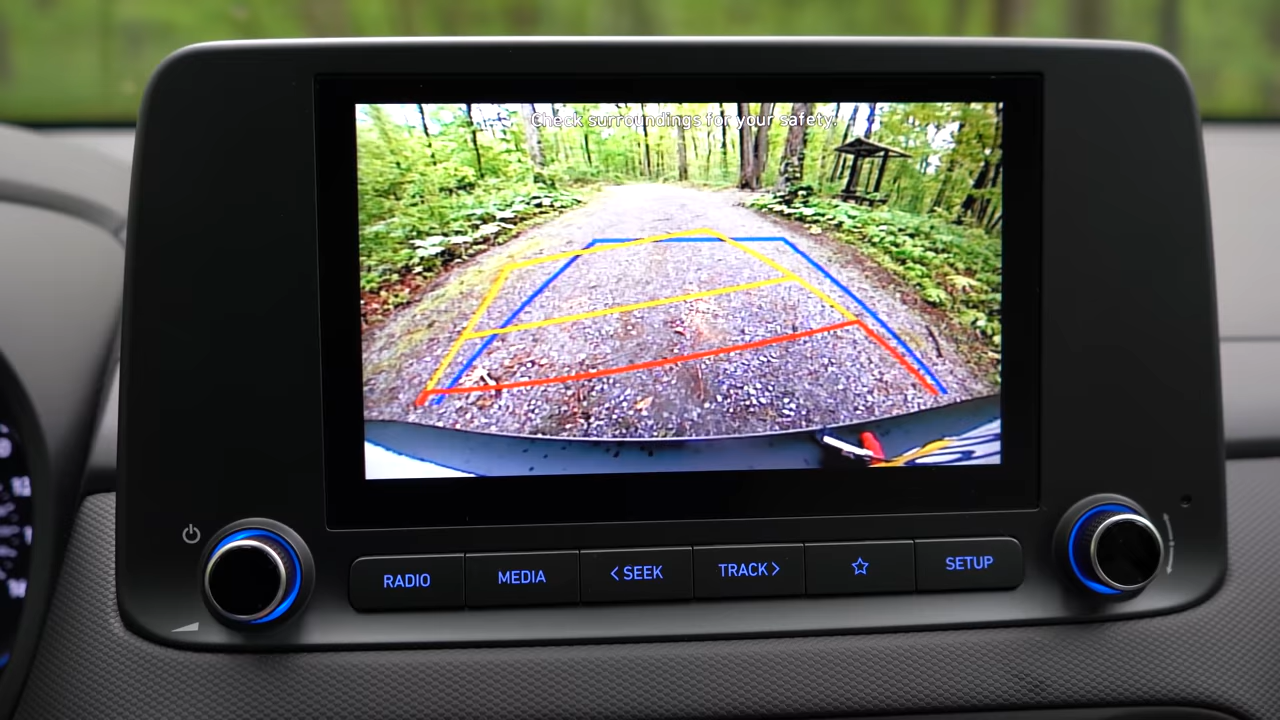 Check surroundings for your safety.
RADIO
MEDIA
<SEEK
TRACK>
SETUP